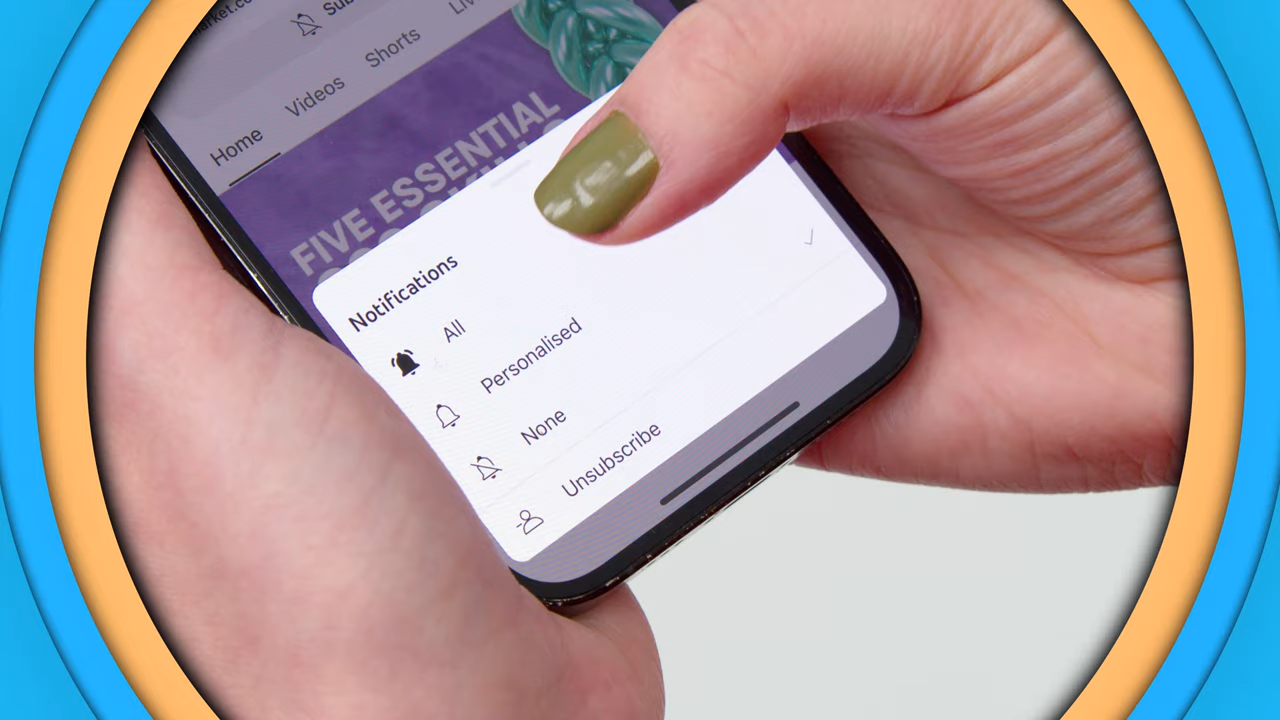 Home
Videos
Shorts
FIVE ESSENTIAL
Notifications
All
Personalised
None
Unsubscribe